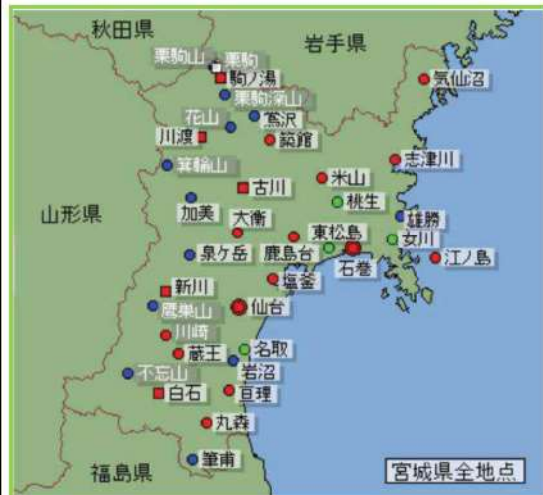 秋田県
岩手県
栗駒山
栗駒
駒ノ湯
気仙沼
栗駒深山
花山
鶯沢
川渡
築館
志津川
箕輪山
米山
古川
桃生
山形県
加美
雄勝
大衡
東松島
女川
泉ケ岳
鹿島台
石巻
江ノ島
新川
塩釜
鷹巣山
仙台
川崎
名取
蔵王
岩沼
不忘山
白石
亘理
丸森
福島県
筆甫
宮城県全地点